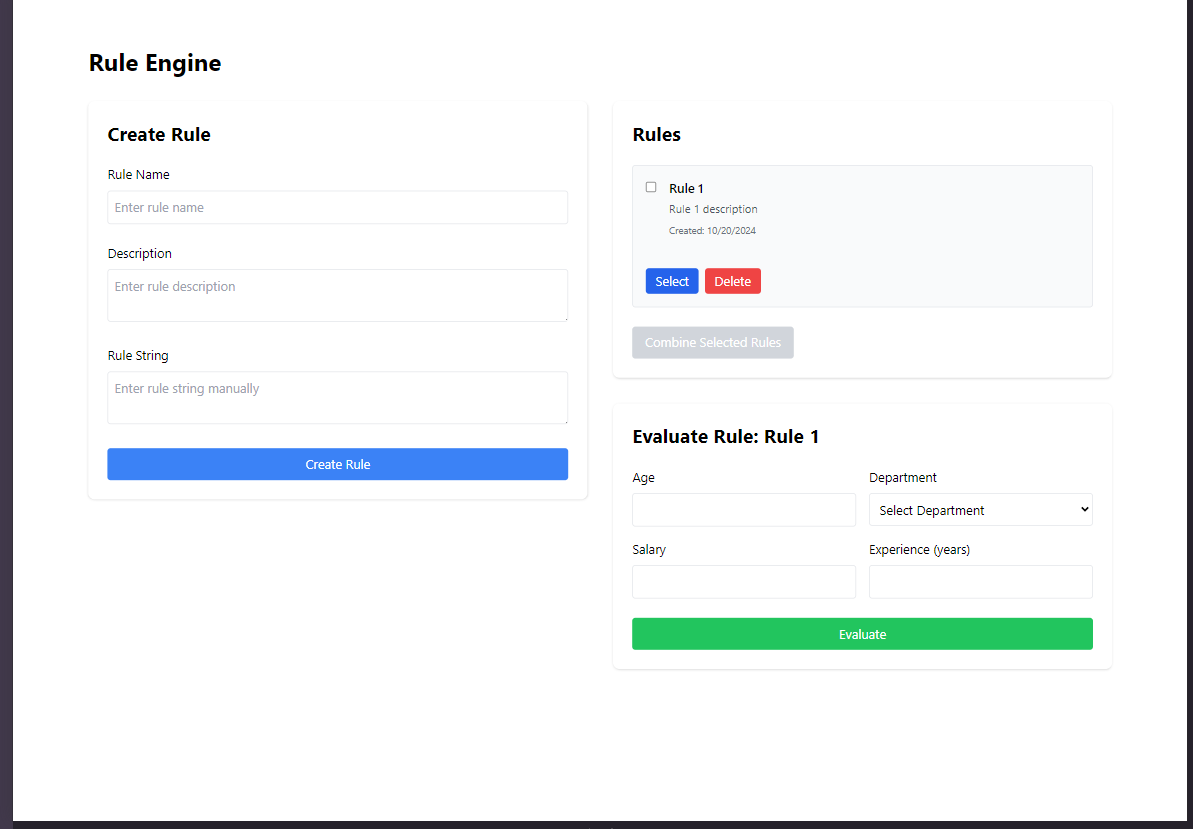 Rule Engine
Create Rule
Rule Name
Enter rule name
Description
Enter rule description
Rule String
Enter rule string manually
Create Rule
Rules
Rule 1
Rule 1 description
Created: 10/20/2024
Select Delete
Combine Selected Rules
Evaluate Rule: Rule 1
Age Department
Select Department
Salary Experience (years)
Evaluate